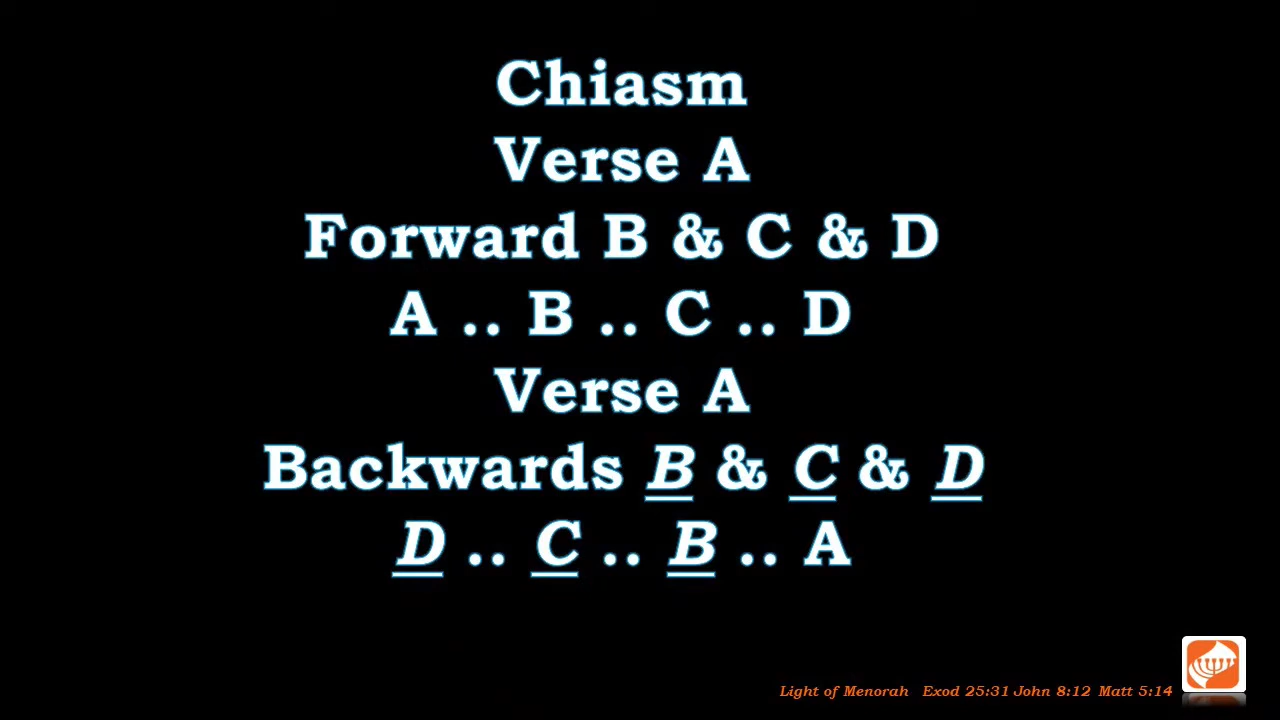 Chiasm
Verse A
Forward B & C & D
A .. B .. C .. D
Verse A
Backwards B & C & D
D .. C .. B .. A
Light of Menorah Exod 25:31 John 8:12 Matt 5:14